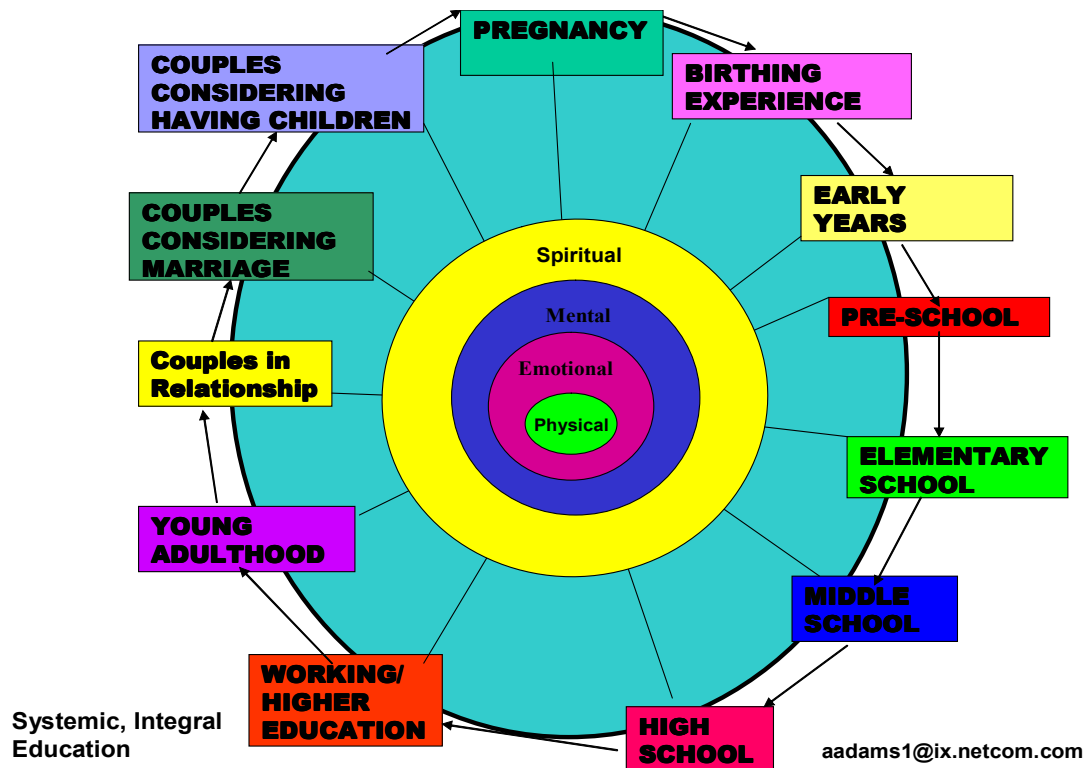 PREGNANCY
BIRTHING
EXPERIENCE
EARLY
YEARS
PRE-SCHOOL
ELEMENTARY
SCHOOL
MIDDLE
SCHOOL
HIGH
SCHOOL
WORKING/
HIGHER
EDUCATION
YOUNG
ADULTHOOD
Couples in
Relationship
COUPLES
CONSIDERING
MARRIAGE
COUPLES
CONSIDERING
HAVING CHILDREN
Spiritual
Mental
Emotional
Physical
Systemic, Integral
Education
aadams1@ix.netcom.com